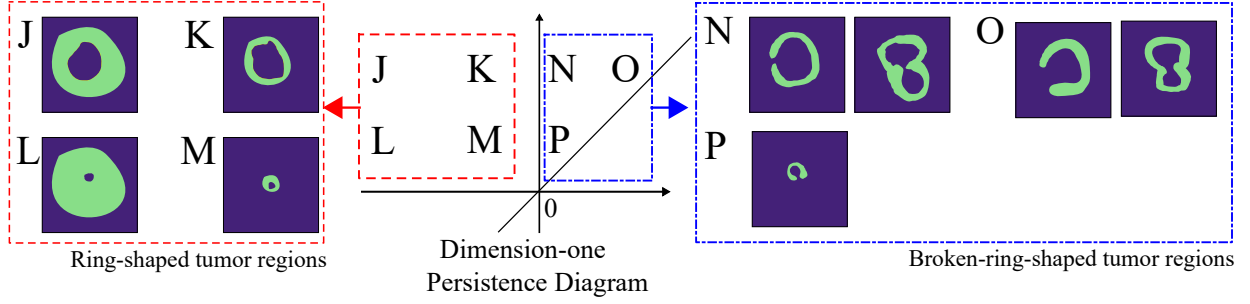 J K
L M
Ring-shaped tumor regions
J K N O
L M P
0
Dimension-one
Persistence Diagram
N O
P
Broken-ring-shaped tumor regions